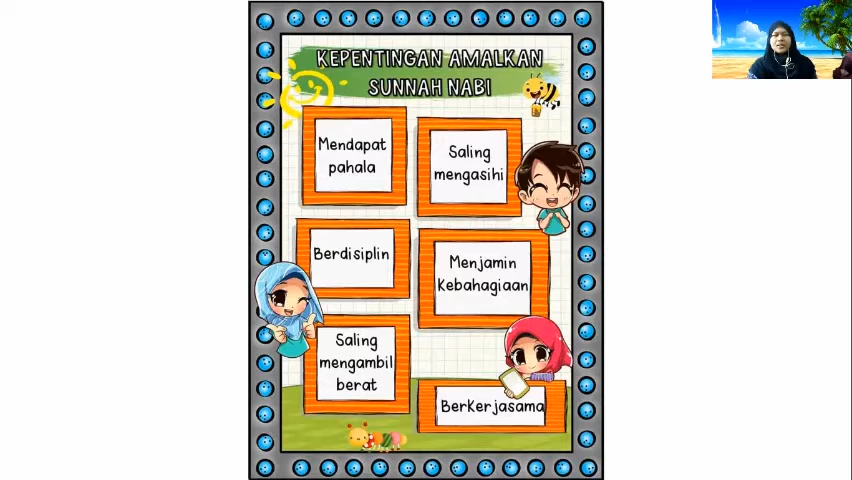 KEPENTINGAN AMALKAN
SUNNAH NABI
Mendapat
pahala
Saling
mengasihi
Berdisiplin
Menjamin
Kebahagiaan
Saling
mengambil
berat
Berkerjasama